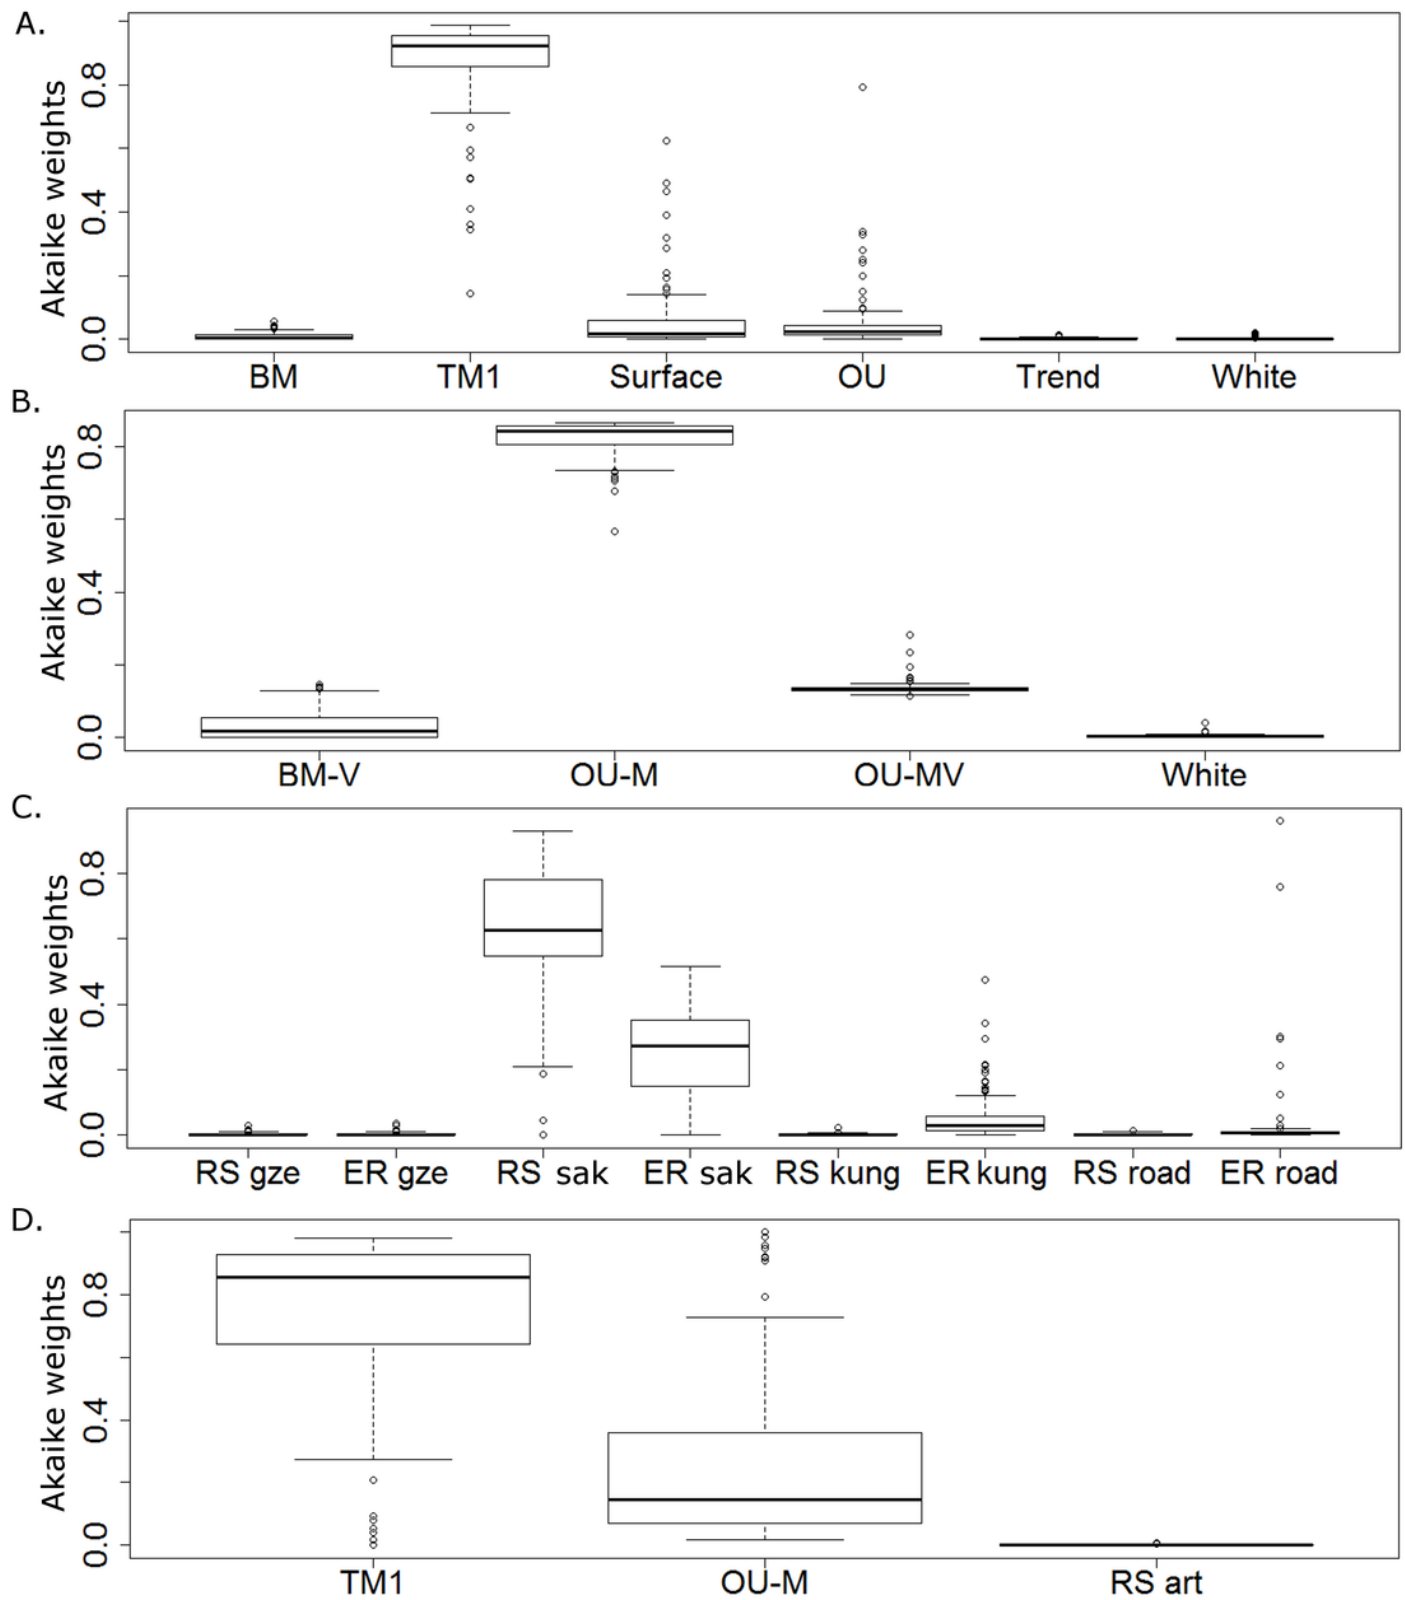 A.
Akaike weights
0.8
0.4
0.0
BM TM1 Surface OU Trend White
B.
Akaike weights
0.8
0.4
0.0
BM-V OU-M OU-MV White
C.
Akaike weights
0.8
0.4
0.0
RS gze ER gze RS sak ER sak RS kung ER kung RS road ER road
D.
Akaike weights
0.8
0.4
0.0
TM1 OU-M RS art